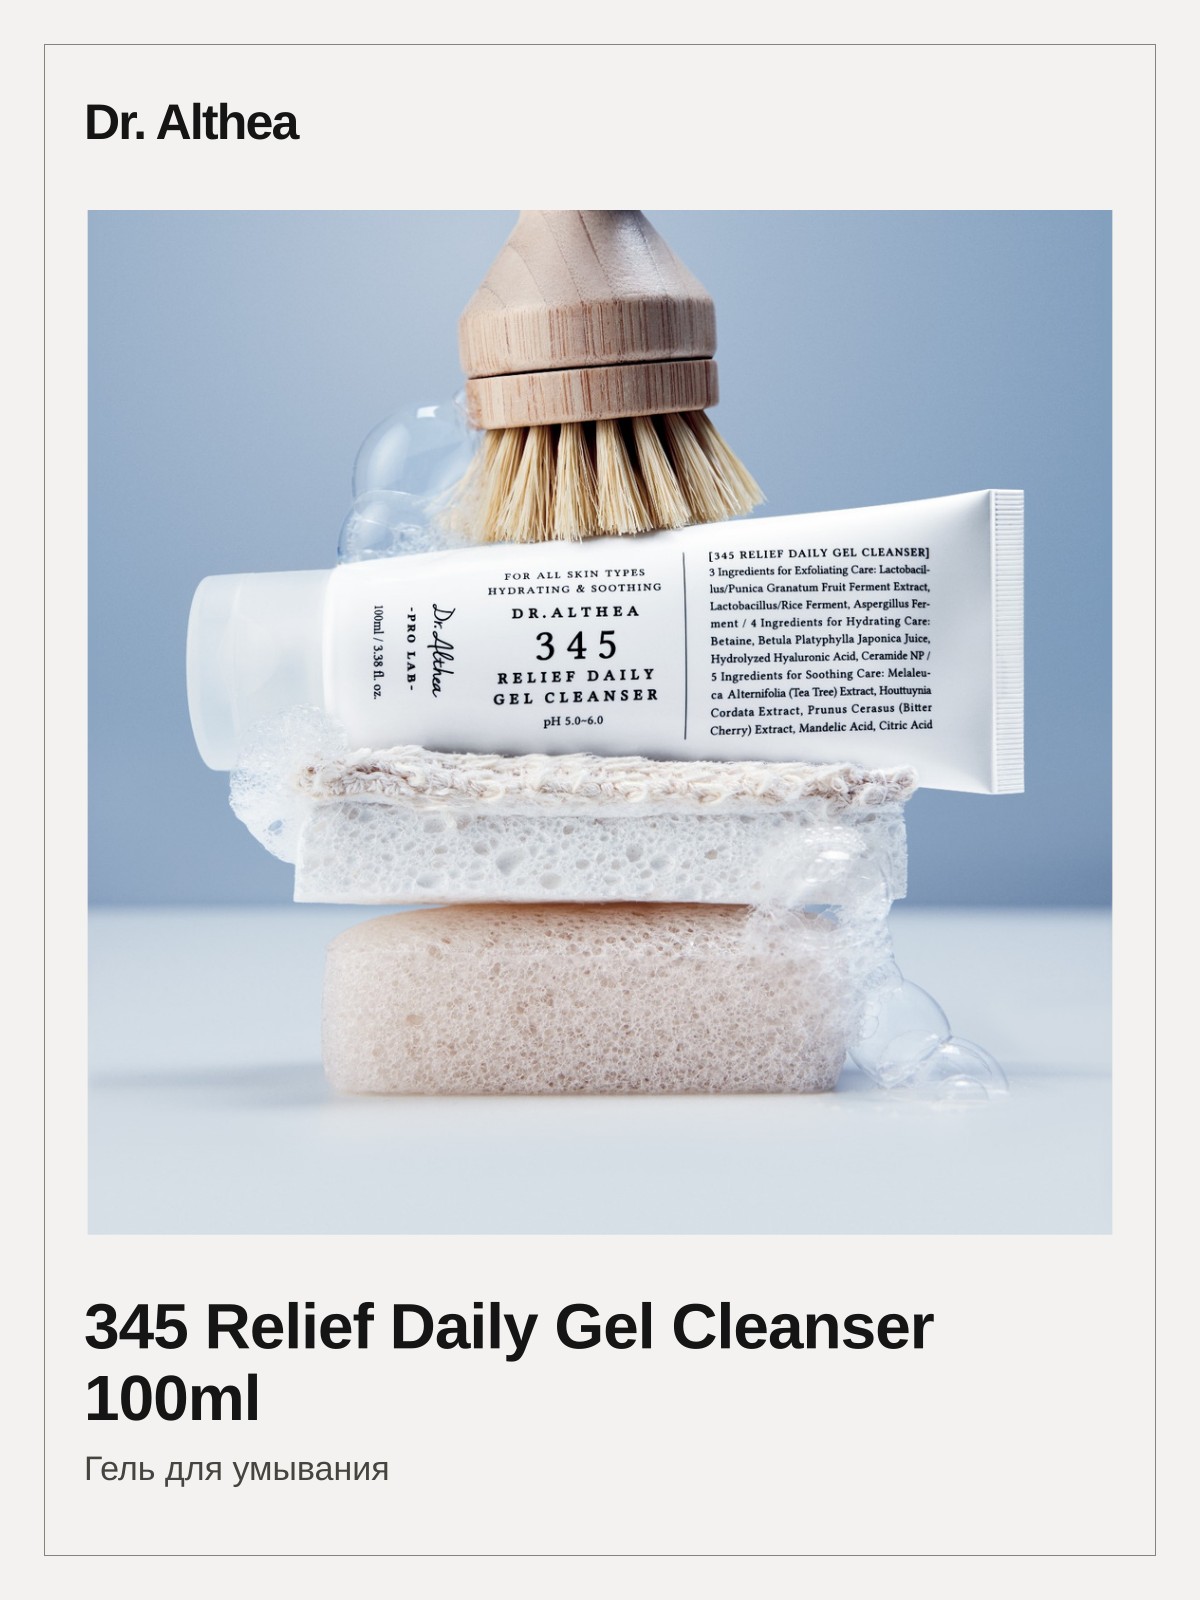 Dr. Althea
FOR ALL SKIN TYPES
HYDRATING & SOOTHING
DR.ALTHEA
345
RELIEF DAILY
GEL CLEANSER
pH 5.0~6.0
Dr.Althea
-PRO LAB-
100ml / 3.38 fl. oz.
[345 RELIEF DAILY GEL CLEANSER]
3 Ingredients for Exfoliating Care: Lactobacil-
lus/Punica Granatum Fruit Ferment Extract,
Lactobacillus/Rice Ferment, Aspergillus Fer-
ment / 4 Ingredients for Hydrating Care:
Betaine, Betula Platyphylla Japonica Juice,
Hydrolyzed Hyaluronic Acid, Ceramide NP /
5 Ingredients for Soothing Care: Melaleu-
ca Alternifolia (Tea Tree) Extract, Houttuynia
Cordata Extract, Prunus Cerasus (Bitter
Cherry) Extract, Mandelic Acid, Citric Acid
345 Relief Daily Gel Cleanser
100ml
Гель для умывания